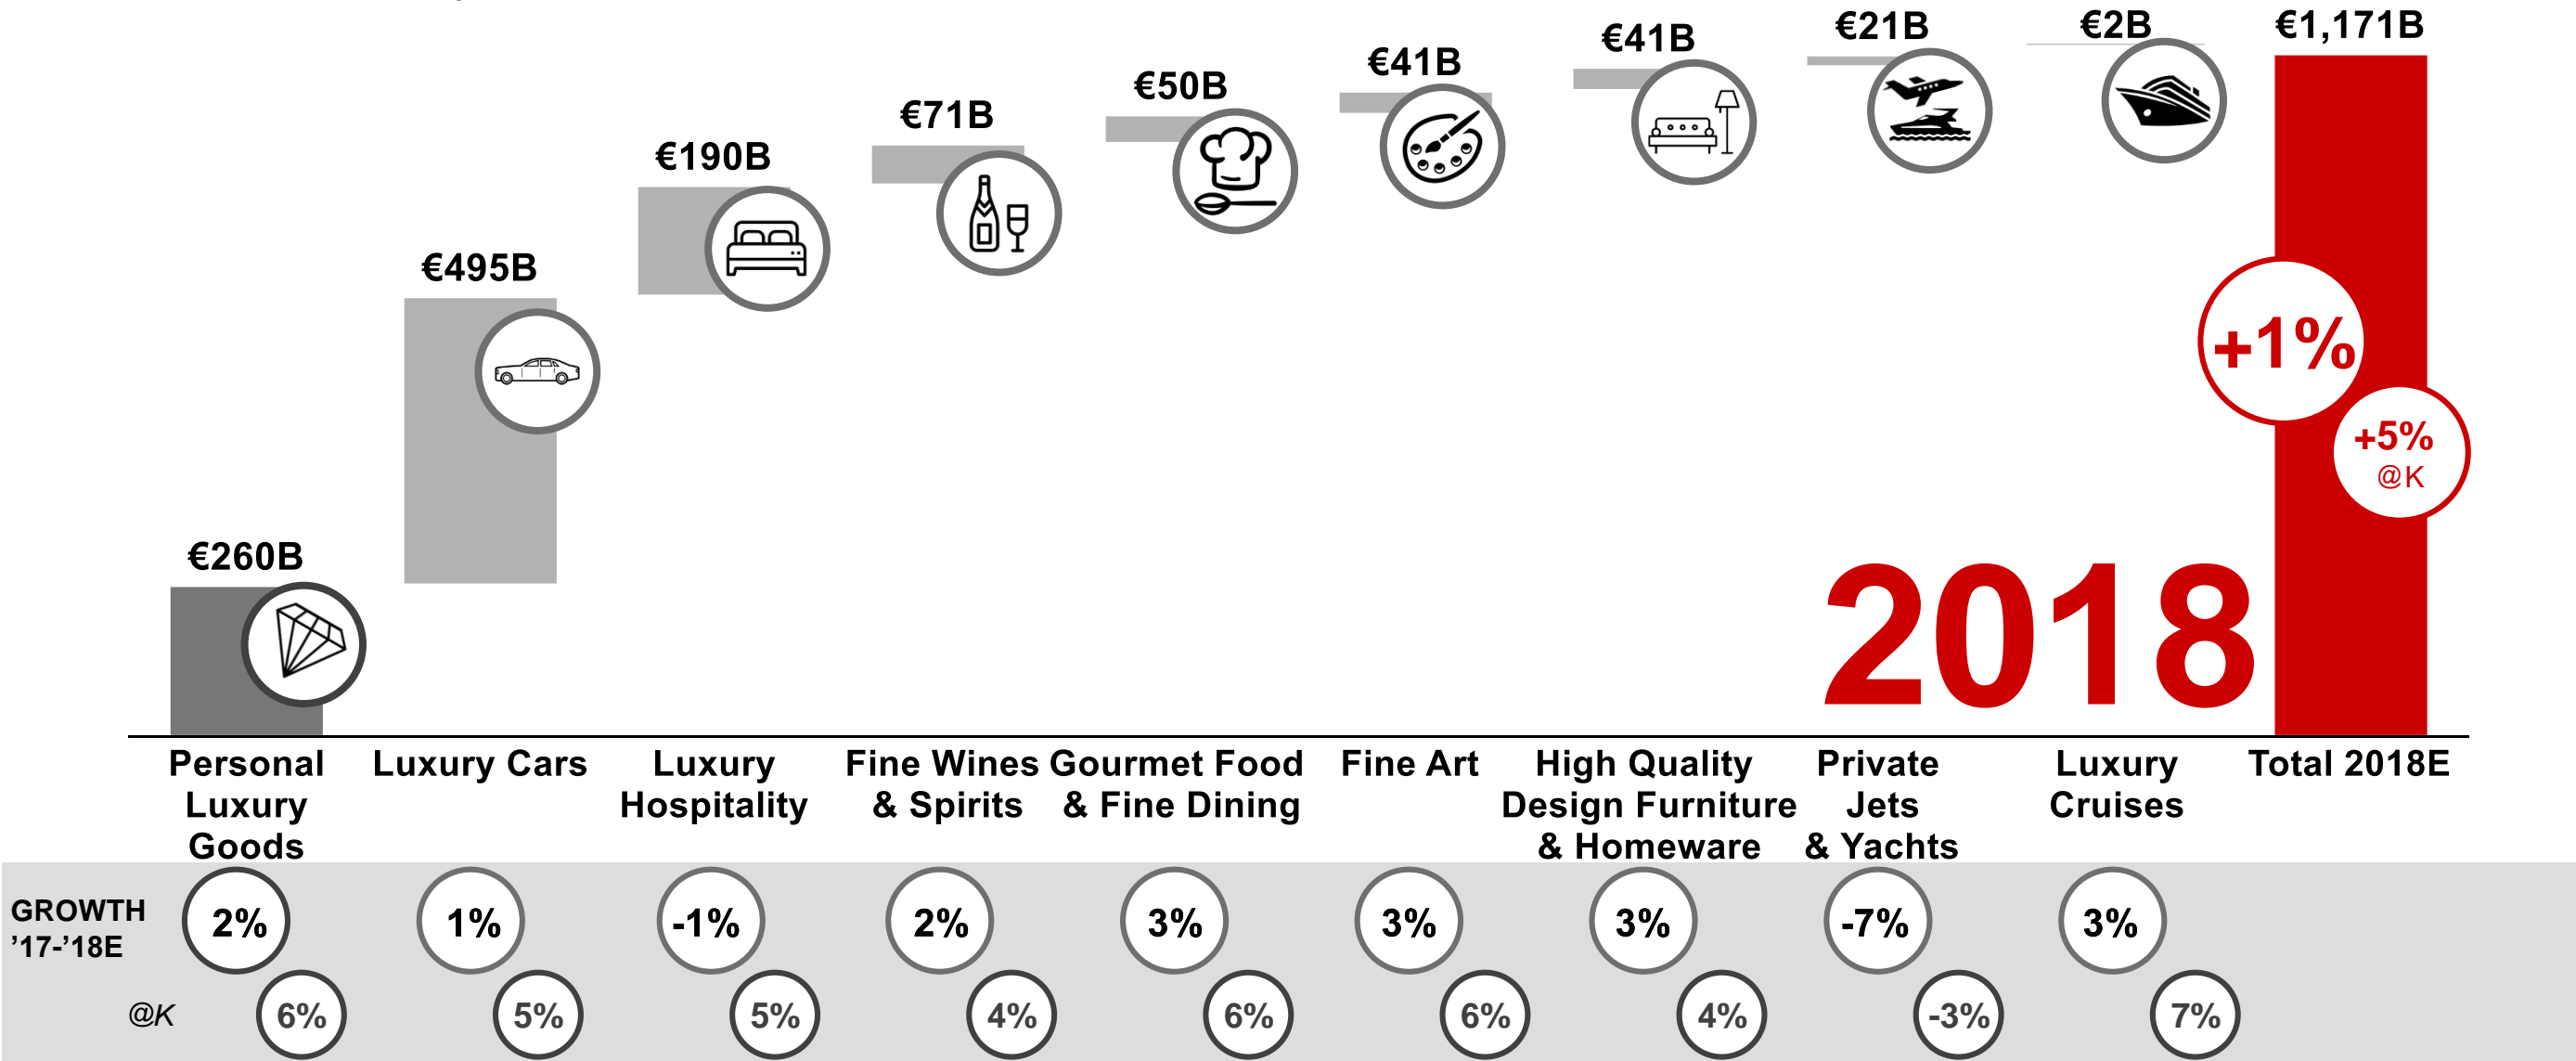 €260B
€495B
€190B
€71B
€50B
€41B
€41B
€21B
€2B
€1,171B
+1%
+5%
@K
2018
Personal
Luxury
Goods
Luxury Cars
Luxury
Hospitality
Fine Wines
& Spirits
Gourmet Food
& Fine Dining
Fine Art
High Quality
Design Furniture
& Homeware
Private
Jets
& Yachts
Luxury
Cruises
Total 2018E
GROWTH
’17-’18E
2%
1%
-1%
2%
3%
3%
3%
-7%
3%
@K
6%
5%
5%
4%
6%
6%
4%
-3%
7%